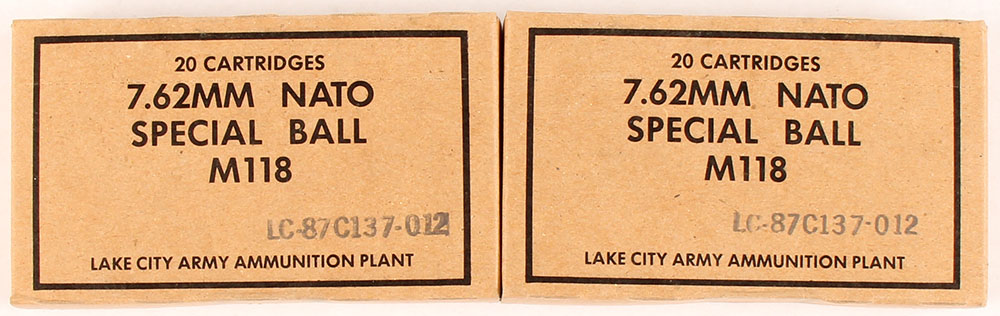 20 CARTRIDGES
7.62MM NATO
SPECIAL BALL
M118
LC-87C137-012
LAKE CITY ARMY AMMUNITION PLANT
20 CARTRIDGES
7.62MM NATO
SPECIAL BALL
M118
LC-87C137-012
LAKE CITY ARMY AMMUNITION PLANT